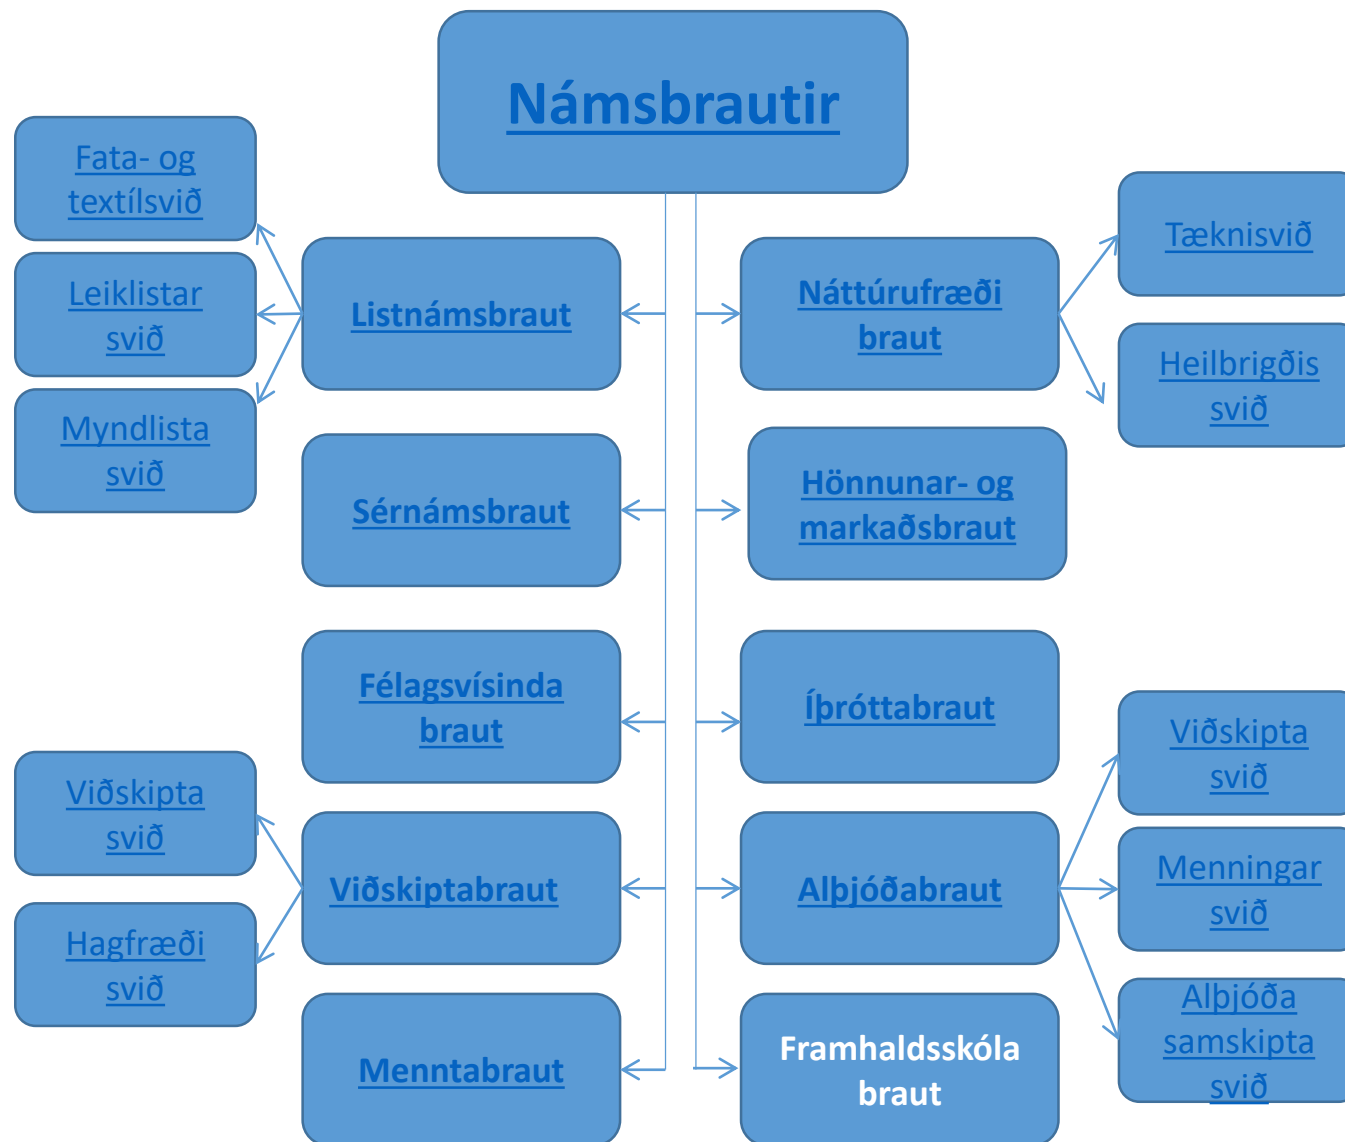 Námsbrautir
Fata- og
textílsvið
Leiklistar
svið
Myndlista
svið
Listnámsbraut
Náttúrufræði
braut
Tæknisvið
Heilbrigðis
svið
Sérnámsbraut
Hönnunar- og
markaðsbraut
Félagsvísinda
braut
Íþróttabraut
Viðskipta
svið
Hagfræði
svið
Viðskiptabraut
Alþjóðabraut
Viðskipta
svið
Menningar
svið
Alþjóða
samskipta
svið
Menntabraut
Framhaldsskóla
braut